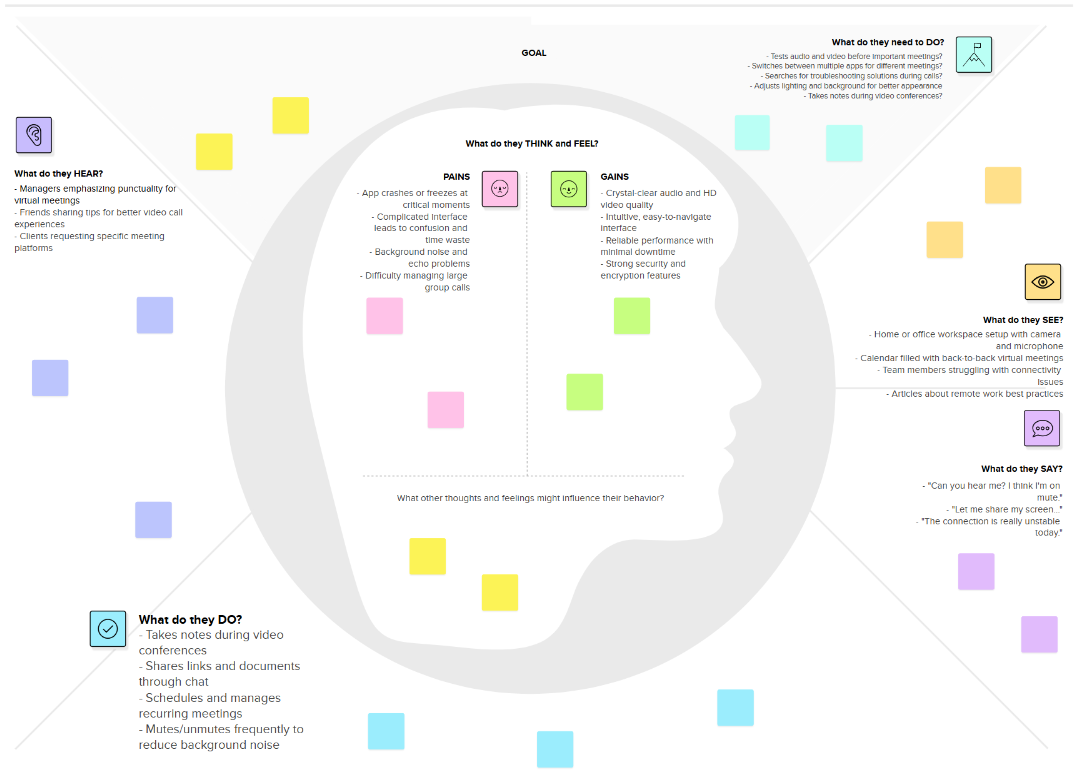 GOAL
What do they need to DO?
- Tests audio and video before important meetings?
- Switches between multiple apps for different meetings?
- Searches for troubleshooting solutions during calls?
- Adjusts lighting and background for better appearance
- Takes notes during video conferences?
What do they HEAR?
- Managers emphasizing punctuality for
virtual meetings
- Friends sharing tips for better video call
experiences
- Clients requesting specific meeting
platforms
What do they THINK and FEEL?
PAINS
- App crashes or freezes at
critical moments
- Complicated interface
leads to confusion and
time waste
- Background noise and
echo problems
- Difficulty managing large
group calls
GAINS
- Crystal-clear audio and HD
video quality
- Intuitive, easy-to-navigate
interface
- Reliable performance with
minimal downtime
- Strong security and
encryption features
What do they SEE?
- Home or office workspace setup with camera
and microphone
- Calendar filled with back-to-back virtual meetings
- Team members struggling with connectivity
issues
- Articles about remote work best practices
What do they SAY?
- "Can you hear me? I think I'm on
mute."
- "Let me share my screen..."
- "The connection is really unstable
today."
What other thoughts and feelings might influence their behavior?
What do they DO?
- Takes notes during video
conferences
- Shares links and documents
through chat
- Schedules and manages
recurring meetings
- Mutes/unmutes frequently to
reduce background noise